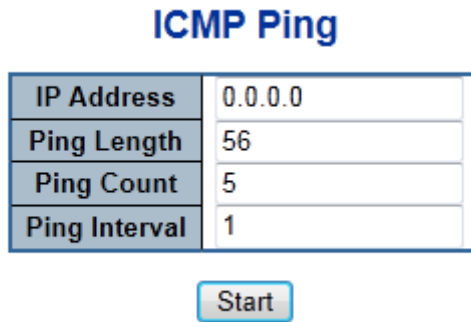 ICMP Ping
IP Address 0.0.0.0
Ping Length 56
Ping Count 5
Ping Interval 1
Start